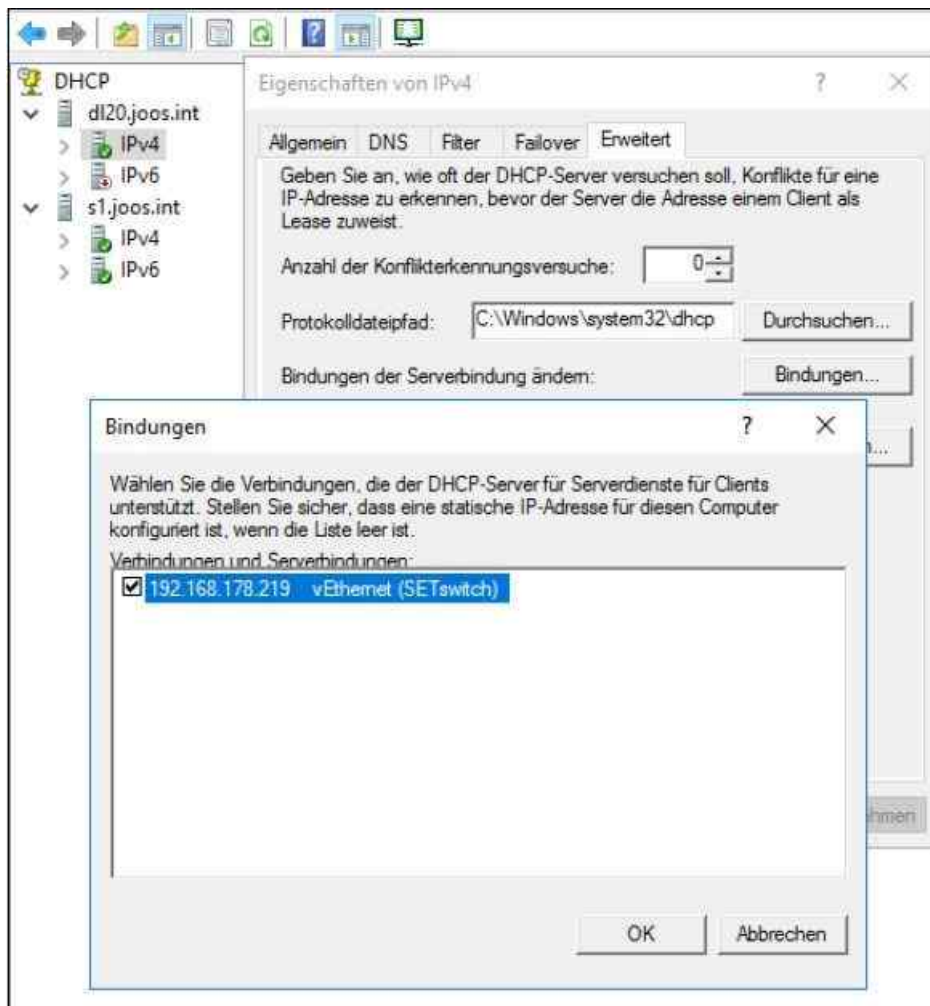 DHCP
dl20.joos.int
IPv4
IPv6
s1.joos.int
IPv4
IPv6
Eigenschaften von IPv4
?
Allgemein DNS Filter Failover Erweitert
Geben Sie an, wie oft der DHCP-Server versuchen soll, Konflikte für eine
IP-Adresse zu erkennen, bevor der Server die Adresse einem Client als
Lease zuweist.
Anzahl der Konflikterkennungsversuche: 0
Protokolldateipfad: C:\Windows\system32\dhcp Durchsuchen...
Bindungen der Serverbindung ändern: Bindungen...
Bindungen ?
Wählen Sie die Verbindungen, die der DHCP-Server für Serverdienste für Clients
unterstützt. Stellen Sie sicher, dass eine statische IP-Adresse für diesen Computer
konfiguriert ist, wenn die Liste leer ist.
Verbindungen und Serverbindungen:
192.168.178.219 vEthernet (SETswitch)
OK Abbrechen